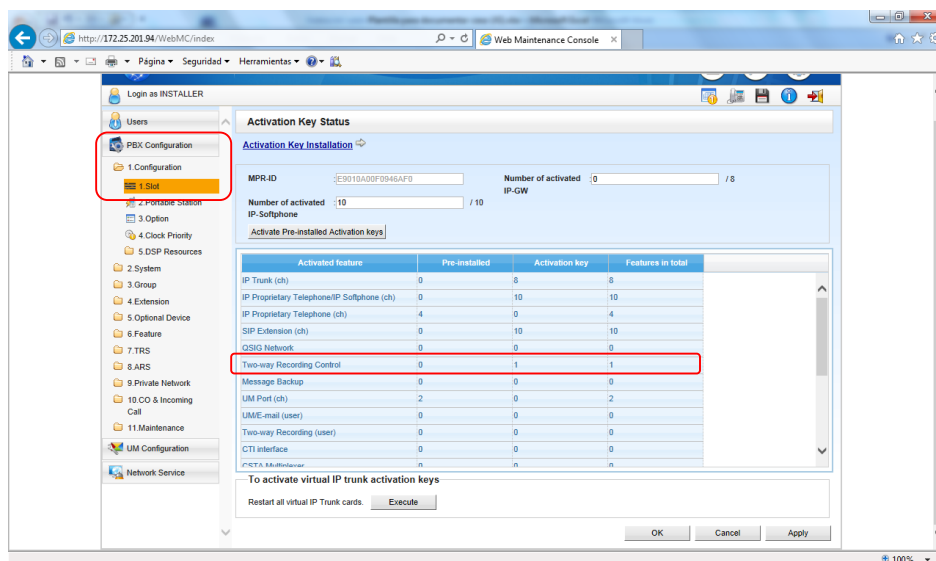 http://172.25.201.94/WebMC/index
Web Maintenance Console
Página Seguridad Herramientas
Login as INSTALLER
Users
PBX Configuration
1.Configuration
1.Slot
2.Portable Station
3.Option
4.Clock Priority
5.DSP Resources
2.System
3.Group
4.Extension
5.Optional Device
6.Feature
7.TRS
8.ARS
9.Private Network
10.CO & Incoming
Call
11.Maintenance
UM Configuration
Network Service
Activation Key Status
Activation Key Installation
MPR-ID :E9010A00F0946AF0 Number of activated :0 / 8
IP-GW
Number of activated :10 / 10
IP-Softphone
Activate Pre-installed Activation keys
Activated feature Pre-installed Activation key Features in total
IP Trunk (ch) 0 8 8
IP Proprietary Telephone/IP Softphone (ch) 0 10 10
IP Proprietary Telephone (ch) 4 0 4
SIP Extension (ch) 0 10 10
QSIG Network 0 0 0
Two-way Recording Control 0 1 1
Message Backup 0 0 0
UM Port (ch) 2 0 2
UM/E-mail (user) 0 0 0
Two-way Recording (user) 0 0 0
CTI interface 0 0 0
CSTA Multiplexer 0 0 0
To activate virtual IP trunk activation keys
Restart all virtual IP Trunk cards. Execute
OK Cancel Apply
100%